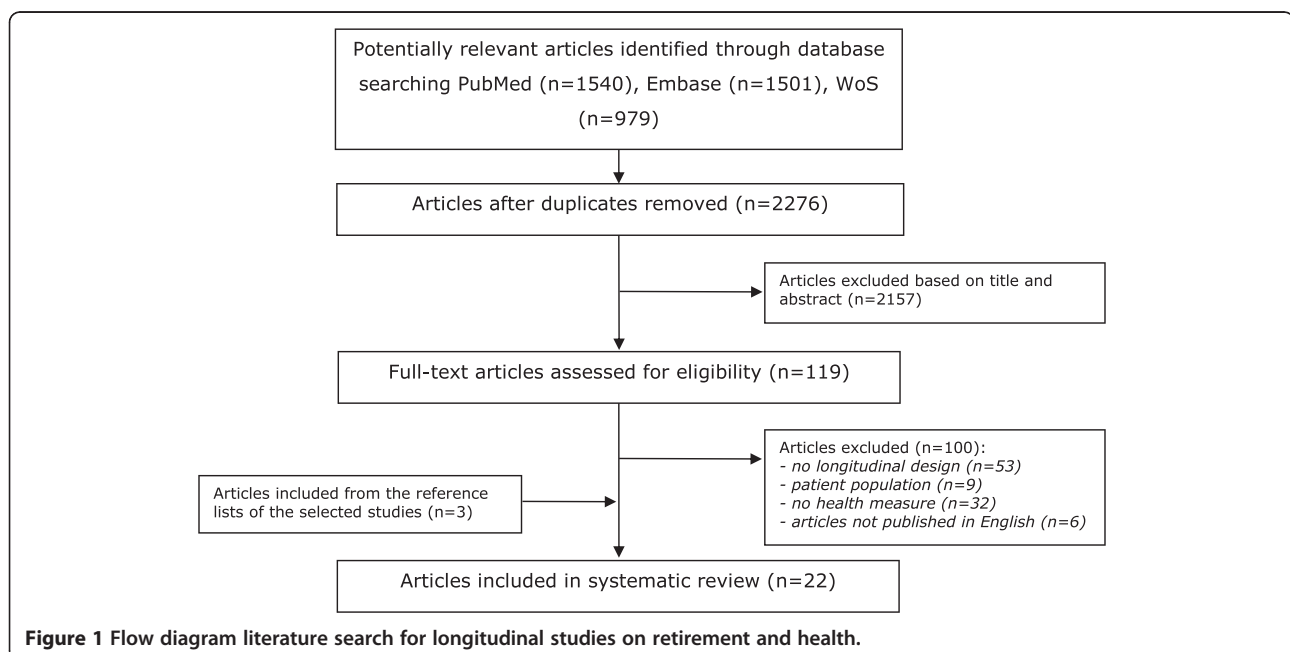 Potentially relevant articles identified through database
searching PubMed (n=1540), Embase (n=1501), WoS
(n=979)
Articles after duplicates removed (n=2276)
Articles excluded based on title and
abstract (n=2157)
Full-text articles assessed for eligibility (n=119)
Articles excluded (n=100):
- no longitudinal design (n=53)
- patient population (n=9)
- no health measure (n=32)
- articles not published in English (n=6)
Articles included from the reference
lists of the selected studies (n=3)
Articles included in systematic review (n=22)
Figure 1 Flow diagram literature search for longitudinal studies on retirement and health.